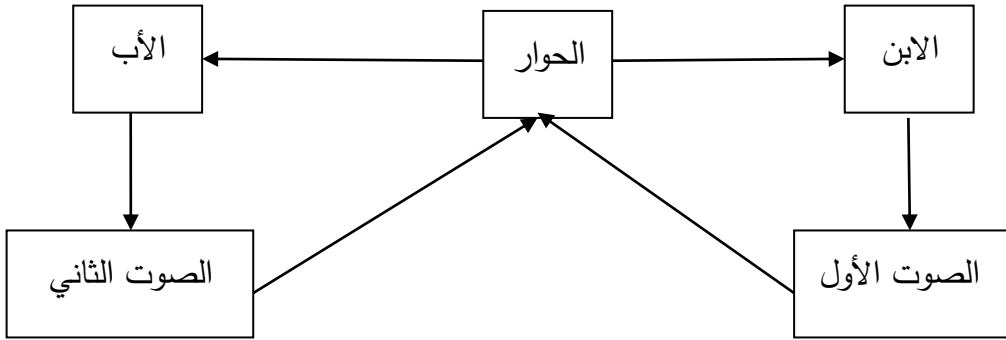 الابن
الحوار
الأب
الصوت الأول
الصوت الثاني